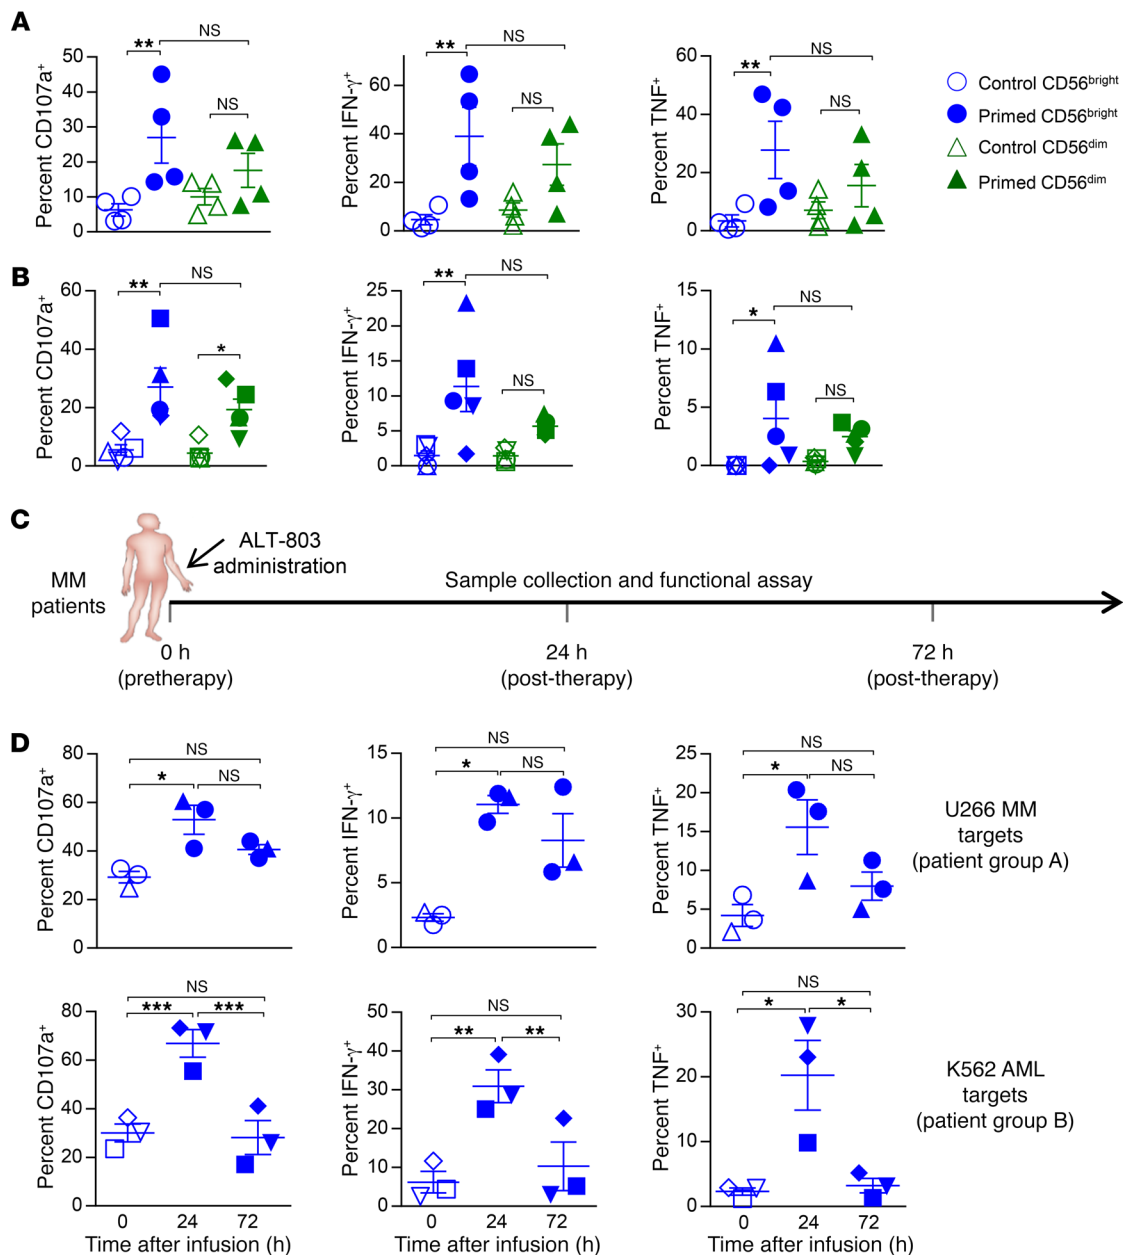 A
Percent CD107a⁺
50
40
30
20
10
0
**
NS
NS
Percent IFN-γ⁺
60
40
20
0
**
NS
NS
Percent TNF⁺
60
40
20
0
**
NS
NS
Control CD56ᵇʳⁱᵍʰᵗ
Primed CD56ᵇʳⁱᵍʰᵗ
Control CD56ᵈⁱᵐ
Primed CD56ᵈⁱᵐ
B
Percent CD107a⁺
60
40
20
0
**
NS
*
Percent IFN-γ⁺
25
20
15
10
5
0
**
NS
NS
Percent TNF⁺
15
10
5
0
*
NS
NS
C
MM
patients
ALT-803
administration
Sample collection and functional assay
0 h
(pretherapy)
24 h
(post-therapy)
72 h
(post-therapy)
D
Percent CD107a⁺
80
60
40
20
0
NS
*
NS
Percent IFN-γ⁺
15
10
5
0
NS
*
NS
Percent TNF⁺
25
20
15
10
5
0
NS
*
NS
U266 MM
targets
(patient group A)
Percent CD107a⁺
80
60
40
20
0
NS
***
***
0 24 72
Time after infusion (h)
Percent IFN-γ⁺
50
40
30
20
10
0
NS
**
**
0 24 72
Time after infusion (h)
Percent TNF⁺
30
20
10
0
NS
*
*
0 24 72
Time after infusion (h)
K562 AML
targets
(patient group B)